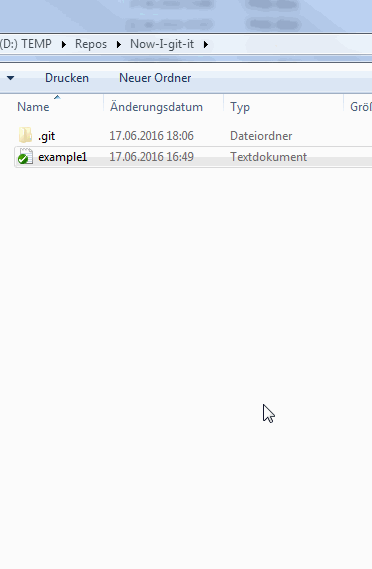 (D:) TEMP Repos Now-I-git-it
Drucken Neuer Ordner
Name Änderungsdatum Typ
.git 17.06.2016 18:06 Dateiordner
example1 17.06.2016 16:49 Textdokument